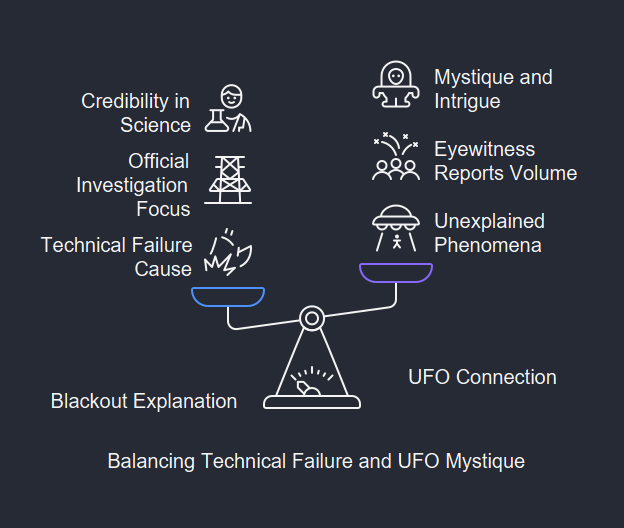 Credibility in
Science
Official
Investigation
Focus
Technical Failure
Cause
Mystique and
Intrigue
Eyewitness
Reports Volume
Unexplained
Phenomena
Blackout Explanation
UFO Connection
Balancing Technical Failure and UFO Mystique